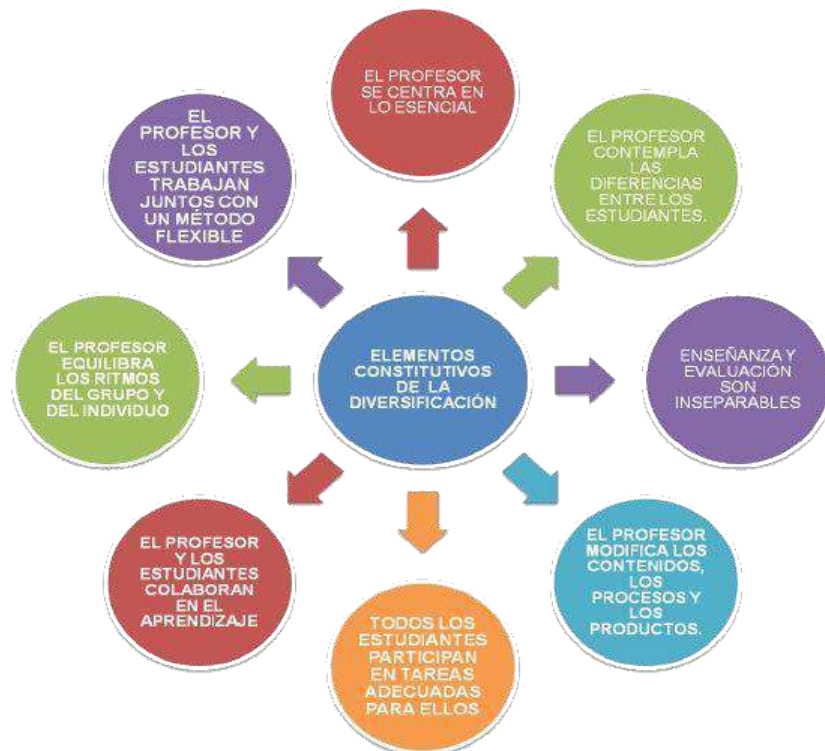 EL PROFESOR
SE CENTRA EN
LO ESENCIAL
EL PROFESOR
CONTEMPLA
LAS
DIFERENCIAS
ENTRE LOS
ESTUDIANTES.
ENSEÑANZA Y
EVALUACIÓN
SON
INSEPARABLES
EL PROFESOR
MODIFICA LOS
CONTENIDOS,
LOS
PROCESOS Y
LOS
PRODUCTOS.
TODOS LOS
ESTUDIANTES
PARTICIPAN
EN TAREAS
ADECUADAS
PARA ELLOS
EL PROFESOR
Y LOS
ESTUDIANTES
COLABORAN
EN EL
APRENDIZAJE
EL PROFESOR
EQUILIBRA
LOS RITMOS
DEL GRUPO Y
DEL INDIVIDUO
EL
PROFESOR Y
LOS
ESTUDIANTES
TRABAJAN
JUNTOS CON
UN MÉTODO
FLEXIBLE
ELEMENTOS
CONSTITUTIVOS
DE LA
DIVERSIFICACIÓN